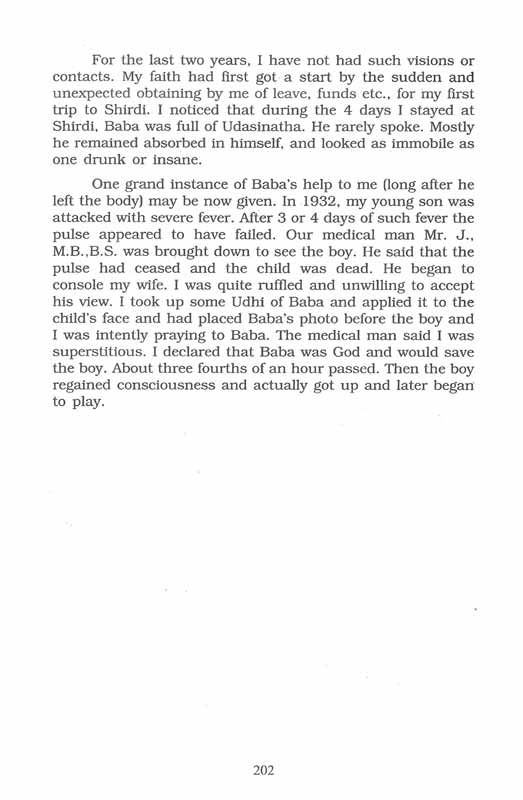 For the last two years, I have not had such visions or
contacts. My faith had first got a start by the sudden and
unexpected obtaining by me of leave, funds etc., for my first
trip to Shirdi. I noticed that during the 4 days I stayed at
Shirdi, Baba was full of Udasinatha. He rarely spoke. Mostly
he remained absorbed in himself, and looked as immobile as
one drunk or insane.
One grand instance of Baba's help to me (long after he
left the body) may be now given. In 1932, my young son was
attacked with severe fever. After 3 or 4 days of such fever the
pulse appeared to have failed. Our medical man Mr. J.,
M.B.,B.S. was brought down to see the boy. He said that the
pulse had ceased and the child was dead. He began to
console my wife. I was quite ruffled and unwilling to accept
his view. I took up some Udhi of Baba and applied it to the
child's face and had placed Baba's photo before the boy and
I was intently praying to Baba. The medical man said I was
superstitious. I declared that Baba was God and would save
the boy. About three fourths of an hour passed. Then the boy
regained consciousness and actually got up and later began
to play.
202